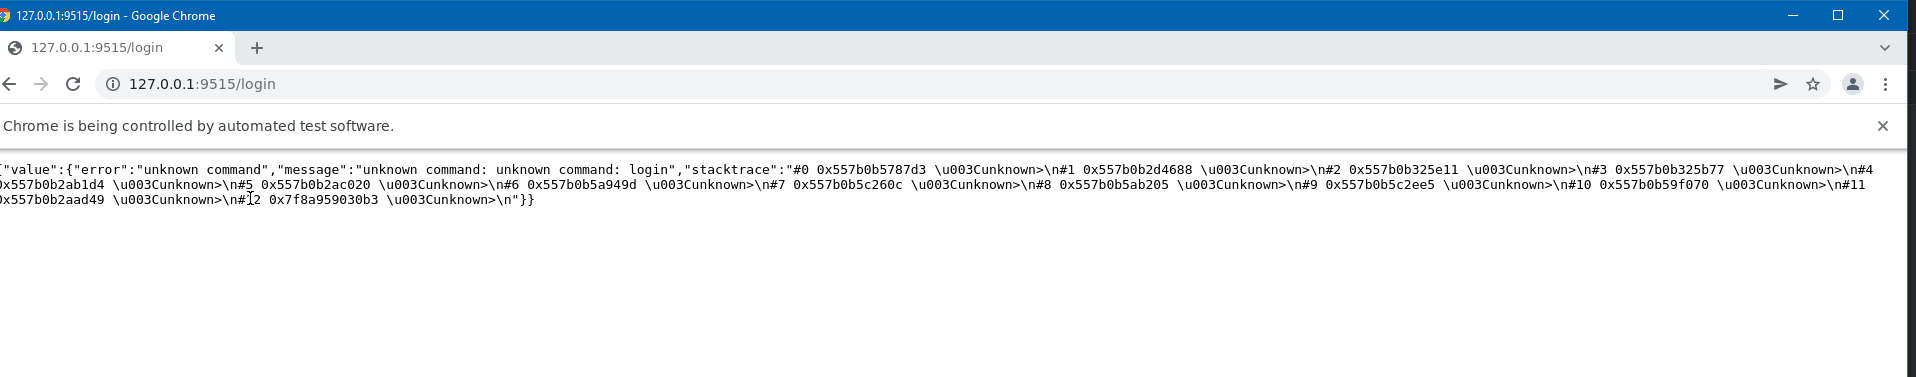 127.0.0.1:9515/login - Google Chrome
127.0.0.1:9515/login
127.0.0.1:9515/login
Chrome is being controlled by automated test software.
{"value":{"error":"unknown command","message":"unknown command: unknown command: login","stacktrace":"#0 0x557b0b5787d3 \u003Cunknown>\n#1 0x557b0b2d4688 \u003Cunknown>\n#2 0x557b0b325e11 \u003Cunknown>\n#3 0x557b0b325b77 \u003Cunknown>\n#4
0x557b0b2ab1d4 \u003Cunknown>\n#5 0x557b0b2ac020 \u003Cunknown>\n#6 0x557b0b5a949d \u003Cunknown>\n#7 0x557b0b5c260c \u003Cunknown>\n#8 0x557b0b5ab205 \u003Cunknown>\n#9 0x557b0b5c2ee5 \u003Cunknown>\n#10 0x557b0b59f070 \u003Cunknown>\n#11
0x557b0b2aad49 \u003Cunknown>\n#12 0x7f8a959030b3 \u003Cunknown>\n"}}